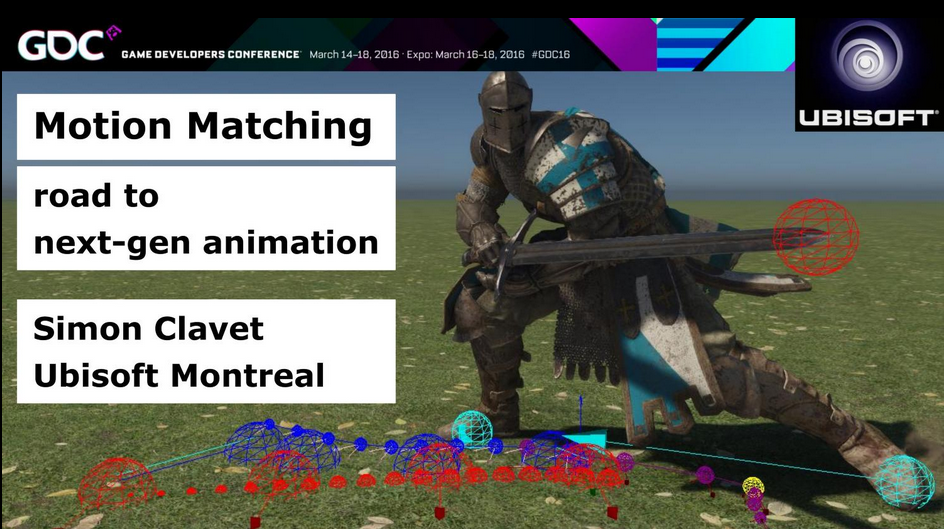 GDC
GAME DEVELOPERS CONFERENCE March 14–18, 2016 · Expo: March 16–18, 2016 #GDC16
UBISOFT
Motion Matching
road to
next-gen animation
Simon Clavet
Ubisoft Montreal